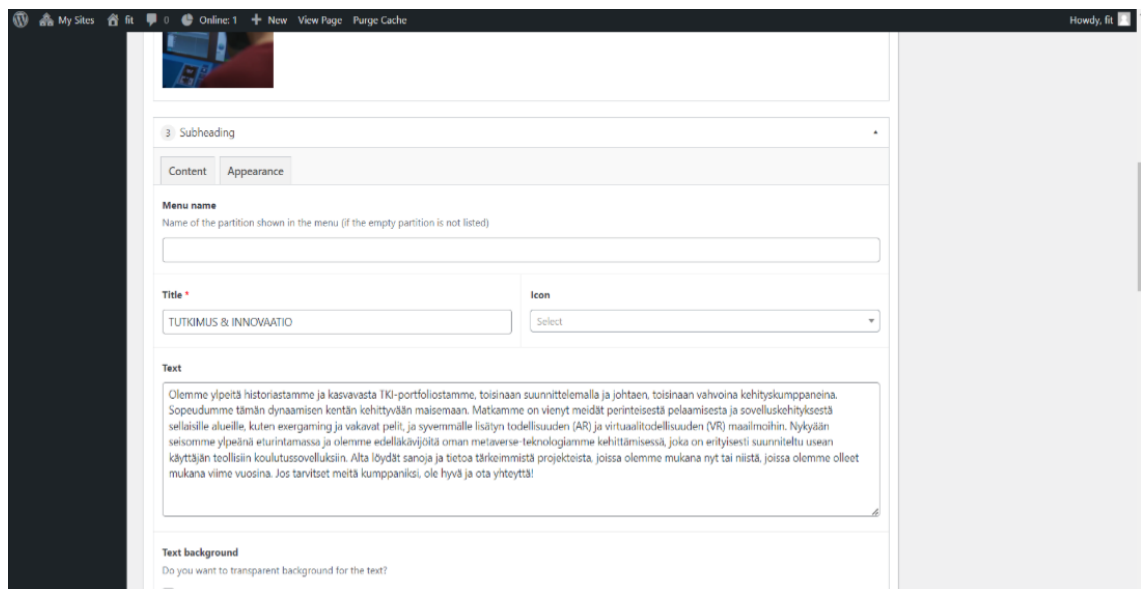 My Sites fit 0 Online: 1 + New View Page Purge Cache Howdy, fit
3 Subheading
Content Appearance
Menu name
Name of the partition shown in the menu (if the empty partition is not listed)
Title * Icon
TUTKIMUS & INNOVAATIO Select
Text
Olemme ylpeitä historiastamme ja kasvavasta TKI-portfoliostamme, toisinaan suunnittelemalla ja johtaen, toisinaan vahvoina kehityskumppaneina.
Sopeudumme tämän dynaamisen kentän kehittyvään maisemaan. Matkamme on vienyt meidät perinteisestä pelaamisesta ja sovelluskehityksestä
sellaisille alueille, kuten exergaming ja vakavat pelit, ja syvemmälle lisätyn todellisuuden (AR) ja virtuaalitodellisuuden (VR) maailmoihin. Nykyään
seisomme ylpeänä eturintamassa ja olemme edelläkävijöitä oman metaverse-teknologiamme kehittämisessä, joka on erityisesti suunniteltu usean
käyttäjän teollisiin koulutussovelluksiin. Alta löydät sanoja ja tietoa tärkeimmistä projekteista, joissa olemme mukana nyt tai niistä, joissa olemme olleet
mukana viime vuosina. Jos tarvitset meitä kumppaniksi, ole hyvä ja ota yhteyttä!
Text background
Do you want to transparent background for the text?